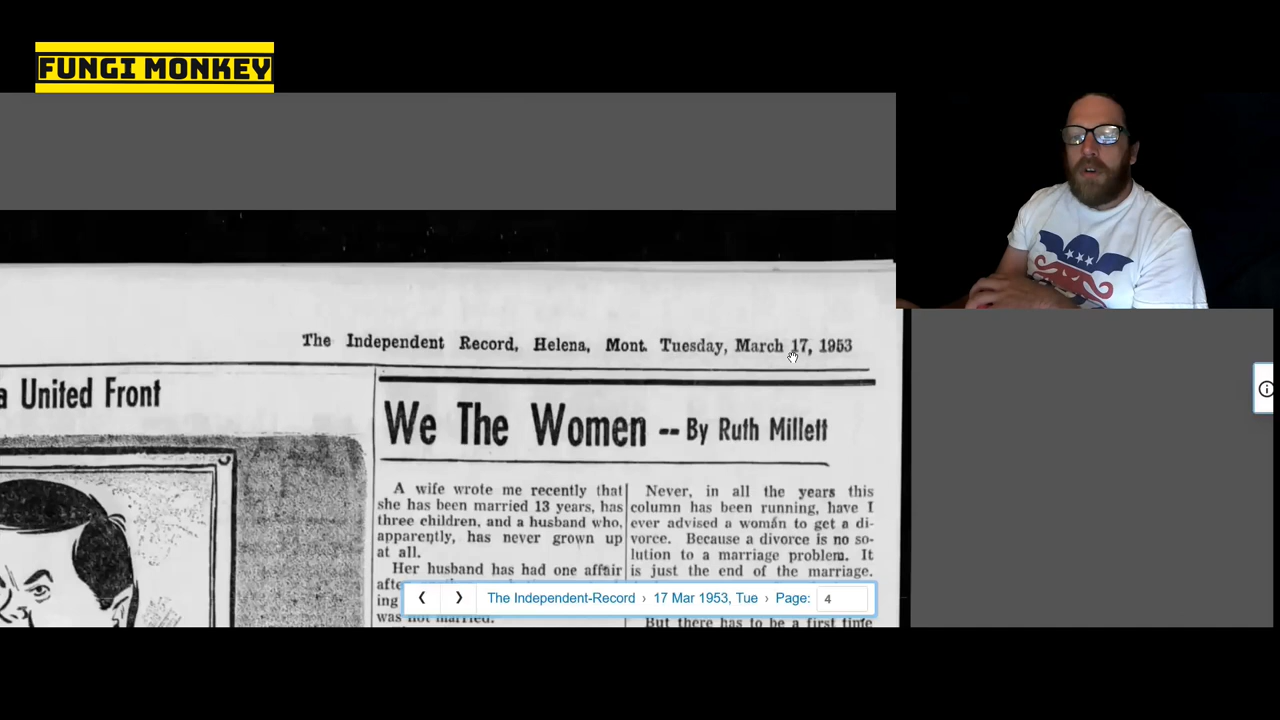 FUNGI MONKEY
The Independent Record, Helena, Mont. Tuesday, March 17, 1953
a United Front
We The Women -- By Ruth Millett
A wife wrote me recently that
she has been married 13 years, has
three children, and a husband who,
apparently, has never grown up
at all.
Her husband has had one affair
afte
ing
was not married.
Never, in all the years this
column has been running, have I
ever advised a woman to get a di-
vorce. Because a divorce is no so-
lution to a marriage problem. It
is just the end of the marriage.
But there has to be a first time
The Independent-Record › 17 Mar 1953, Tue › Page: 4